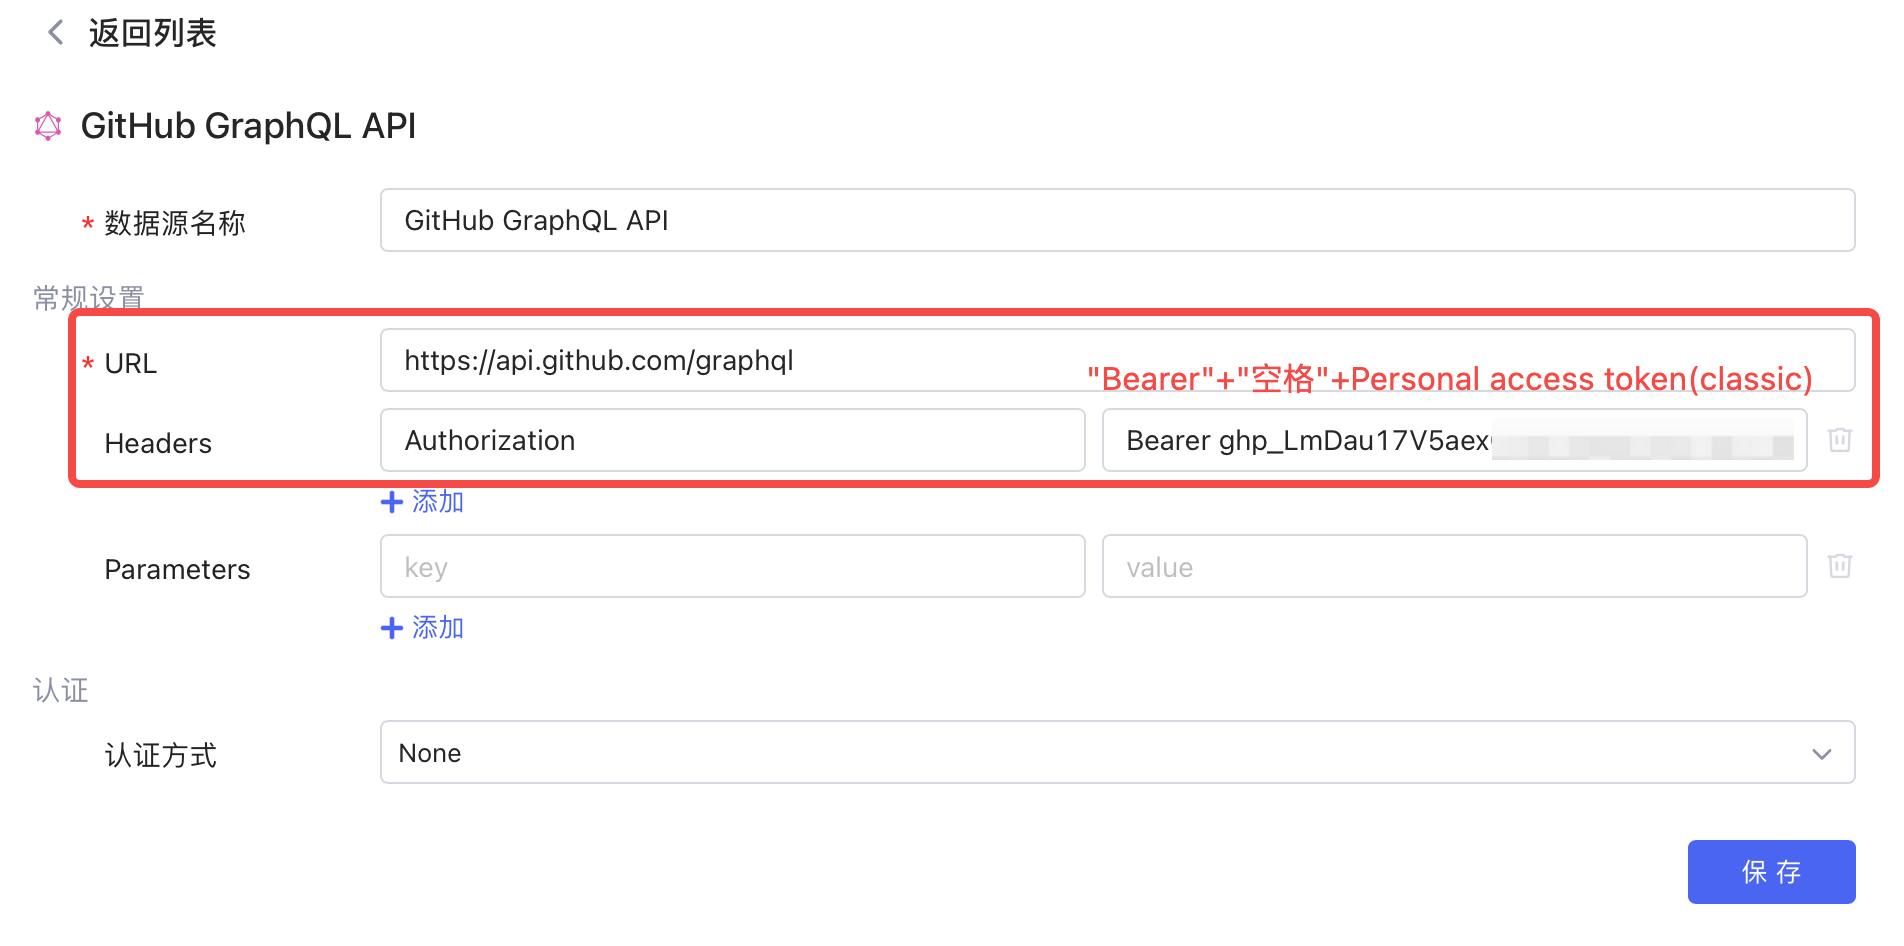 返回列表
GitHub GraphQL API
* 数据源名称
GitHub GraphQL API
常规设置
* URL
https://api.github.com/graphql
"Bearer"+"空格"+Personal access token(classic)
Headers
Authorization
Bearer ghp_LmDau17V5aex
添加
Parameters
key
value
添加
认证
认证方式
None
保存